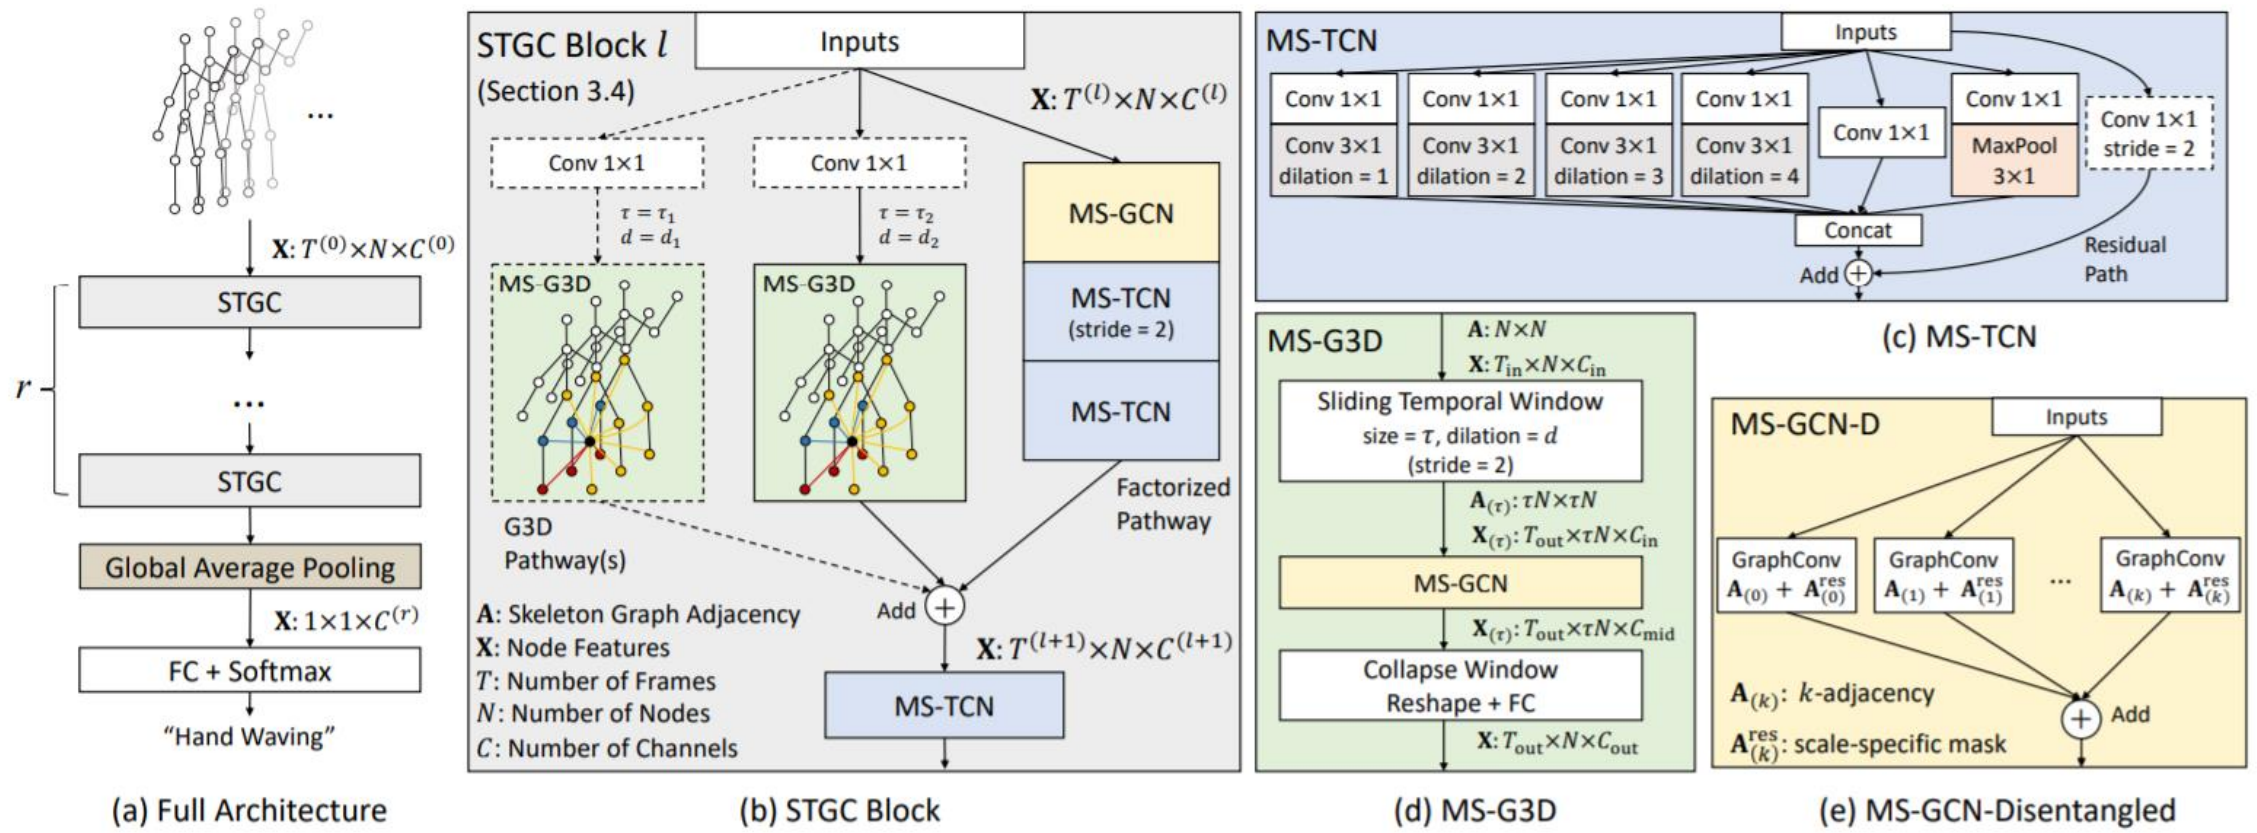 ...
X: T^(0)×N×C^(0)
STGC
r
...
STGC
Global Average Pooling
X: 1×1×C^(r)
FC + Softmax
“Hand Waving”
(a) Full Architecture
STGC Block l
(Section 3.4)
Inputs
X: T^(l)×N×C^(l)
Conv 1×1
Conv 1×1
τ = τ₁
d = d₁
τ = τ₂
d = d₂
MS-G3D
MS-G3D
MS-GCN
MS-TCN
(stride = 2)
MS-TCN
G3D
Pathway(s)
Factorized
Pathway
Add +
A: Skeleton Graph Adjacency
X: Node Features
T: Number of Frames
N: Number of Nodes
C: Number of Channels
X: T^(l+1)×N×C^(l+1)
MS-TCN
(b) STGC Block
MS-TCN
Inputs
Conv 1×1
Conv 3×1
dilation = 1
Conv 1×1
Conv 3×1
dilation = 2
Conv 1×1
Conv 3×1
dilation = 3
Conv 1×1
Conv 3×1
dilation = 4
Conv 1×1
Conv 1×1
MaxPool
3×1
Conv 1×1
stride = 2
Concat
Add +
Residual
Path
(c) MS-TCN
MS-G3D
A: N×N
X: T_in×N×C_in
Sliding Temporal Window
size = τ, dilation = d
(stride = 2)
A_(τ): τN×τN
X_(τ): T_out×τN×C_in
MS-GCN
X_(τ): T_out×τN×C_mid
Collapse Window
Reshape + FC
X: T_out×N×C_out
(d) MS-G3D
MS-GCN-D
Inputs
GraphConv
A_(0) + A_(0)^res
GraphConv
A_(1) + A_(1)^res
...
GraphConv
A_(k) + A_(k)^res
A_(k): k-adjacency
+ Add
A_(k)^res: scale-specific mask
(e) MS-GCN-Disentangled